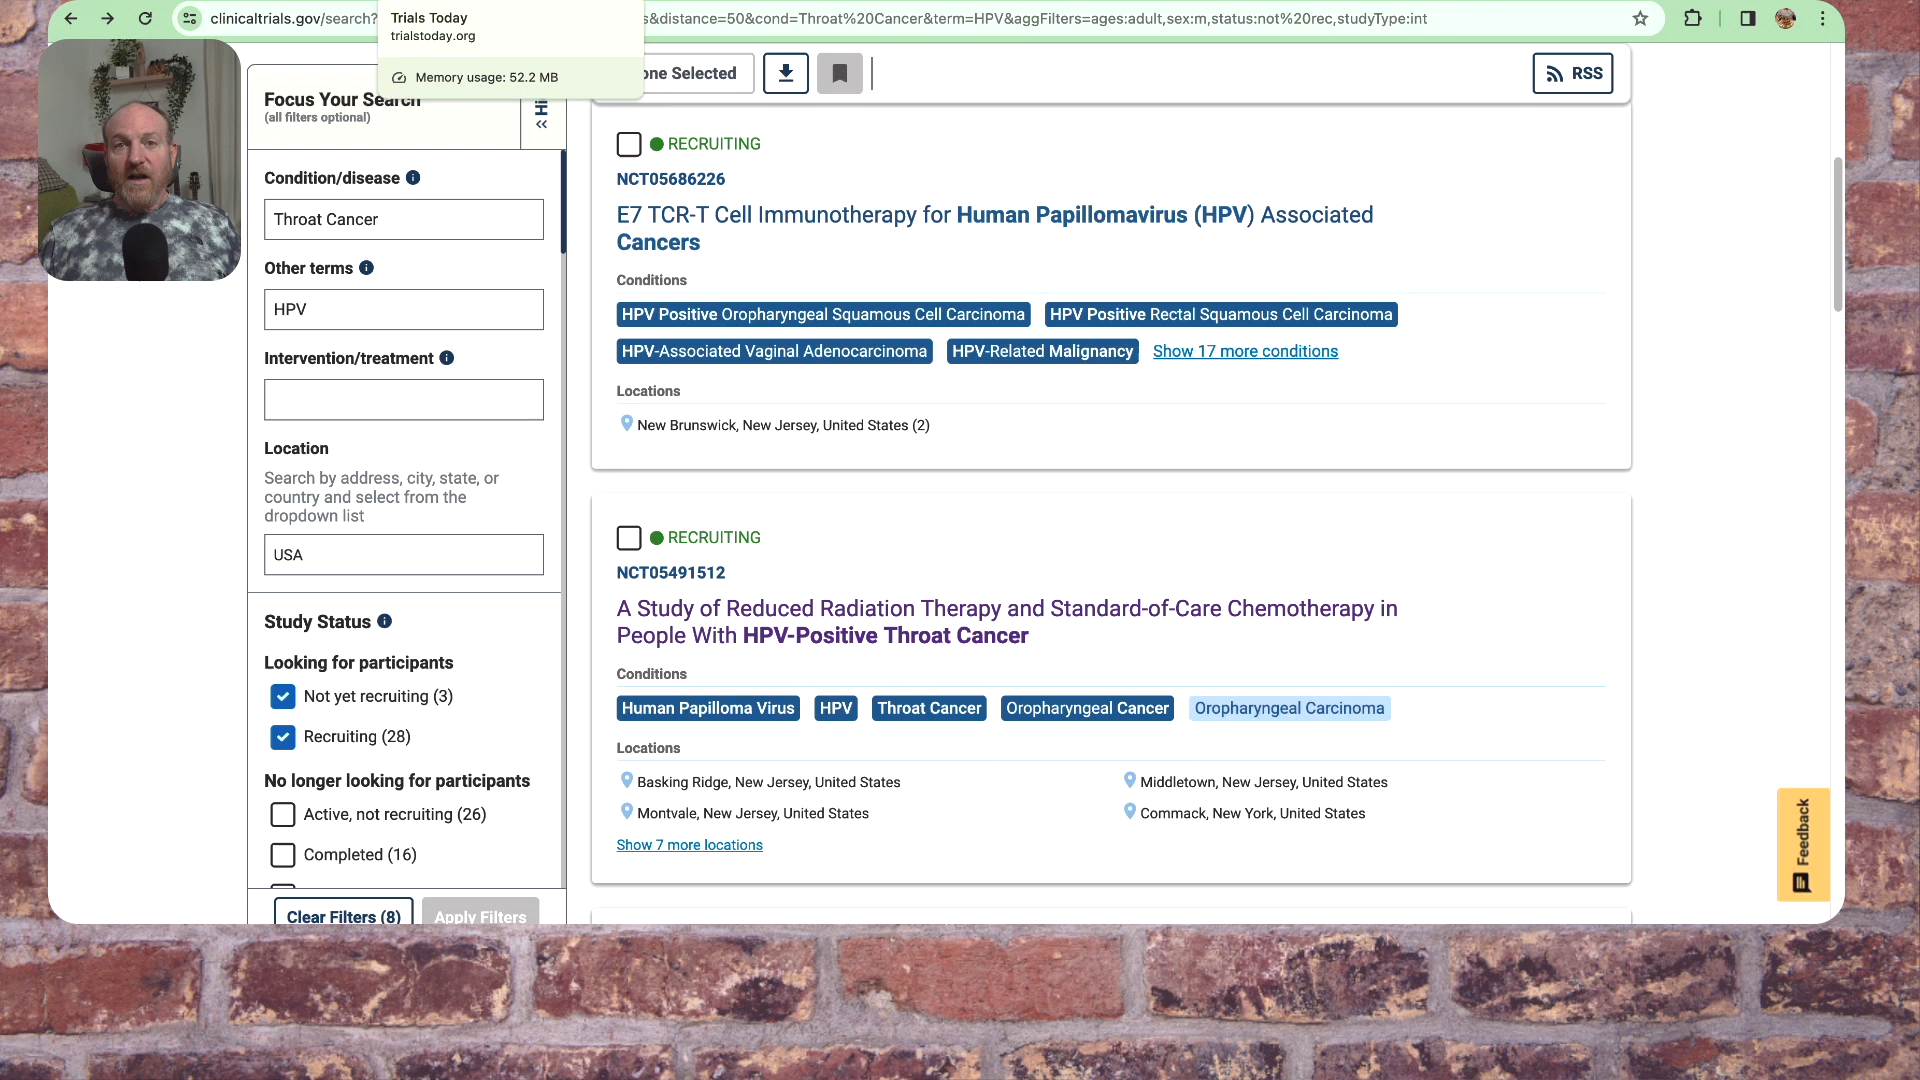 clinicaltrials.gov/search?
s&distance=50&cond=Throat%20Cancer&term=HPV&aggFilters=ages:adult,sex:m,status:not%20rec,studyType:int
Trials Today
trialstoday.org
Memory usage: 52.2 MB
Focus Your Search
(all filters optional)
Condition/disease
Throat Cancer
Other terms
HPV
Intervention/treatment
Location
Search by address, city, state, or
country and select from the
dropdown list
USA
Study Status
Looking for participants
Not yet recruiting (3)
Recruiting (28)
No longer looking for participants
Active, not recruiting (26)
Completed (16)
Clear Filters (8)
Apply Filters
Selected
RSS
RECRUITING
NCT05686226
E7 TCR-T Cell Immunotherapy for Human Papillomavirus (HPV) Associated
Cancers
Conditions
HPV Positive Oropharyngeal Squamous Cell Carcinoma
HPV Positive Rectal Squamous Cell Carcinoma
HPV-Associated Vaginal Adenocarcinoma
HPV-Related Malignancy
Show 17 more conditions
Locations
New Brunswick, New Jersey, United States (2)
RECRUITING
NCT05491512
A Study of Reduced Radiation Therapy and Standard-of-Care Chemotherapy in
People With HPV-Positive Throat Cancer
Conditions
Human Papilloma Virus
HPV
Throat Cancer
Oropharyngeal Cancer
Oropharyngeal Carcinoma
Locations
Basking Ridge, New Jersey, United States
Middletown, New Jersey, United States
Montvale, New Jersey, United States
Commack, New York, United States
Show 7 more locations
Feedback